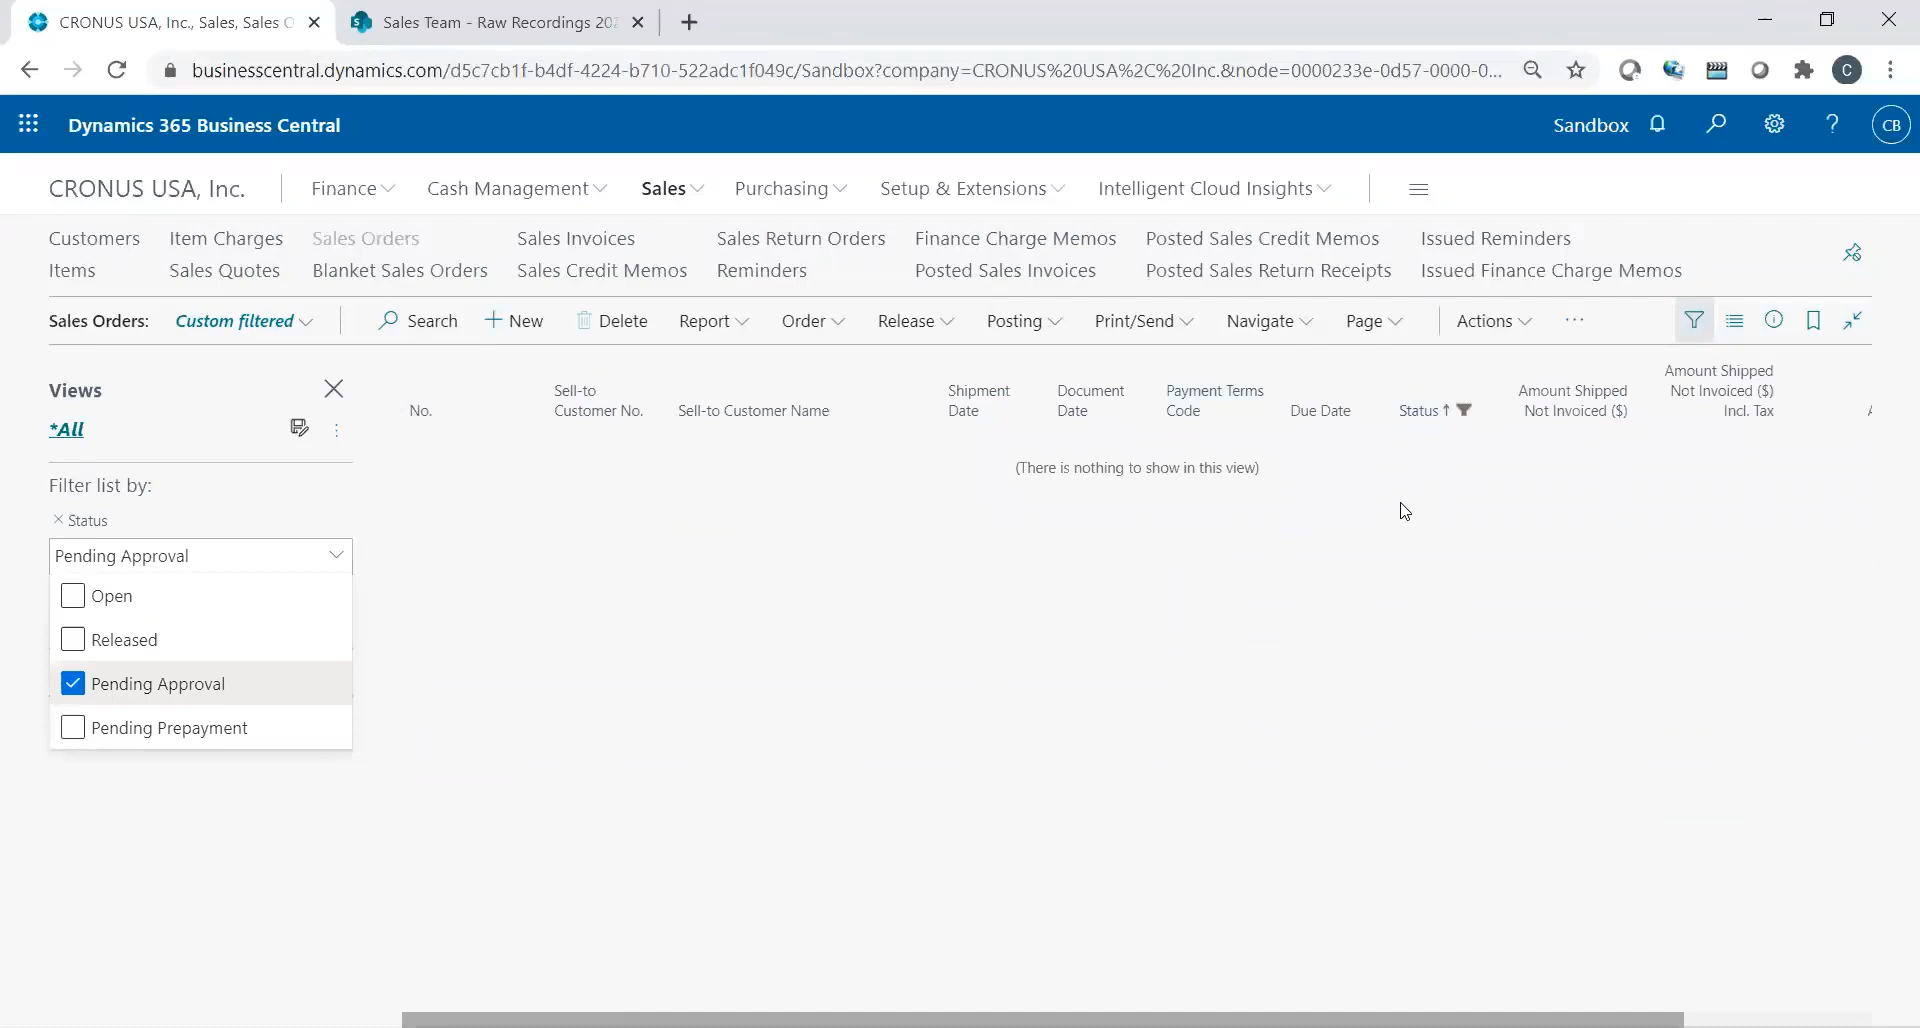 CRONUS USA, Inc., Sales, Sales O
Sales Team - Raw Recordings 202
businesscentral.dynamics.com/d5c7cb1f-b4df-4224-b710-522adc1f049c/Sandbox?company=CRONUS%20USA%2C%20Inc.&node=0000233e-0d57-0000-0...
C
Dynamics 365 Business Central
Sandbox
?
CB
CRONUS USA, Inc.
Finance
Cash Management
Sales
Purchasing
Setup & Extensions
Intelligent Cloud Insights
Customers
Item Charges
Sales Orders
Sales Invoices
Sales Return Orders
Finance Charge Memos
Posted Sales Credit Memos
Issued Reminders
Items
Sales Quotes
Blanket Sales Orders
Sales Credit Memos
Reminders
Posted Sales Invoices
Posted Sales Return Receipts
Issued Finance Charge Memos
Sales Orders:
Custom filtered
Search
New
Delete
Report
Order
Release
Posting
Print/Send
Navigate
Page
Actions
...
Views
*All
Filter list by:
Status
Pending Approval
Open
Released
Pending Approval
Pending Prepayment
No.
Sell-to
Customer No.
Sell-to Customer Name
Shipment
Date
Document
Date
Payment Terms
Code
Due Date
Status
Amount Shipped
Not Invoiced ($)
Amount Shipped
Not Invoiced ($)
Incl. Tax
(There is nothing to show in this view)